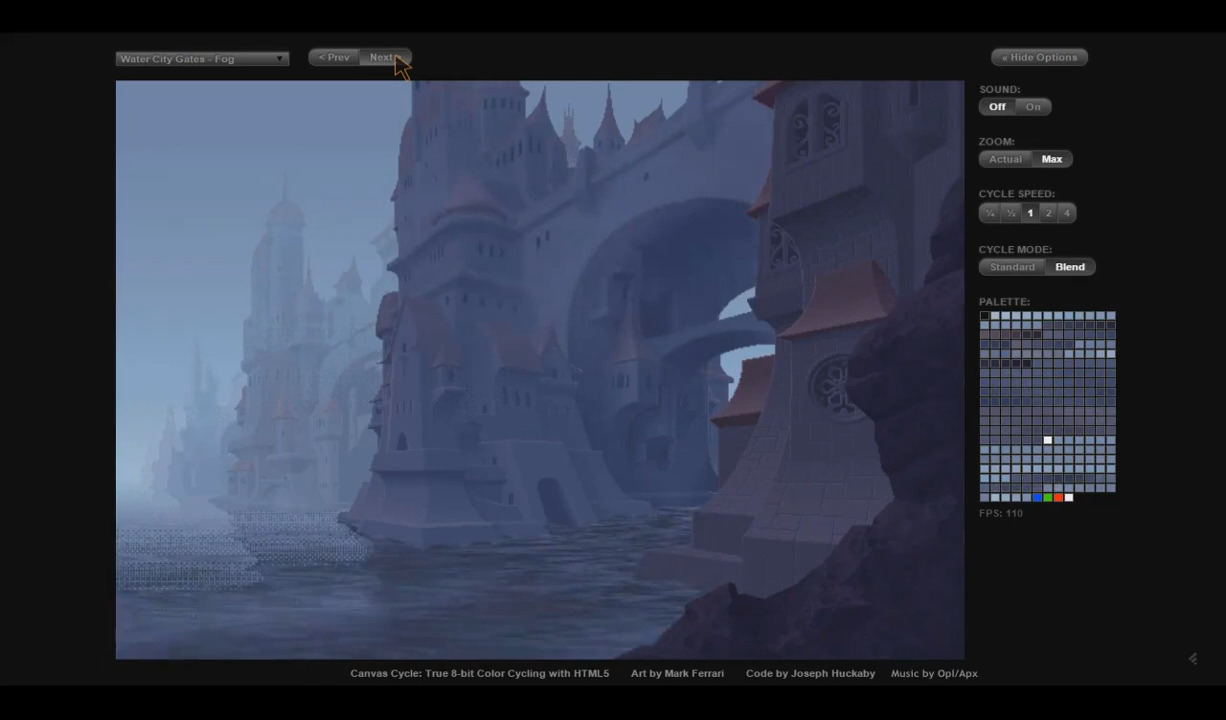 Water City Gates - Fog
< Prev
Next
« Hide Options
SOUND:
Off On
ZOOM:
Actual Max
CYCLE SPEED:
¼ ½ 1 2 4
CYCLE MODE:
Standard Blend
PALETTE:
FPS: 110
Canvas Cycle: True 8-bit Color Cycling with HTML5 Art by Mark Ferrari Code by Joseph Huckaby Music by Opl/Apx